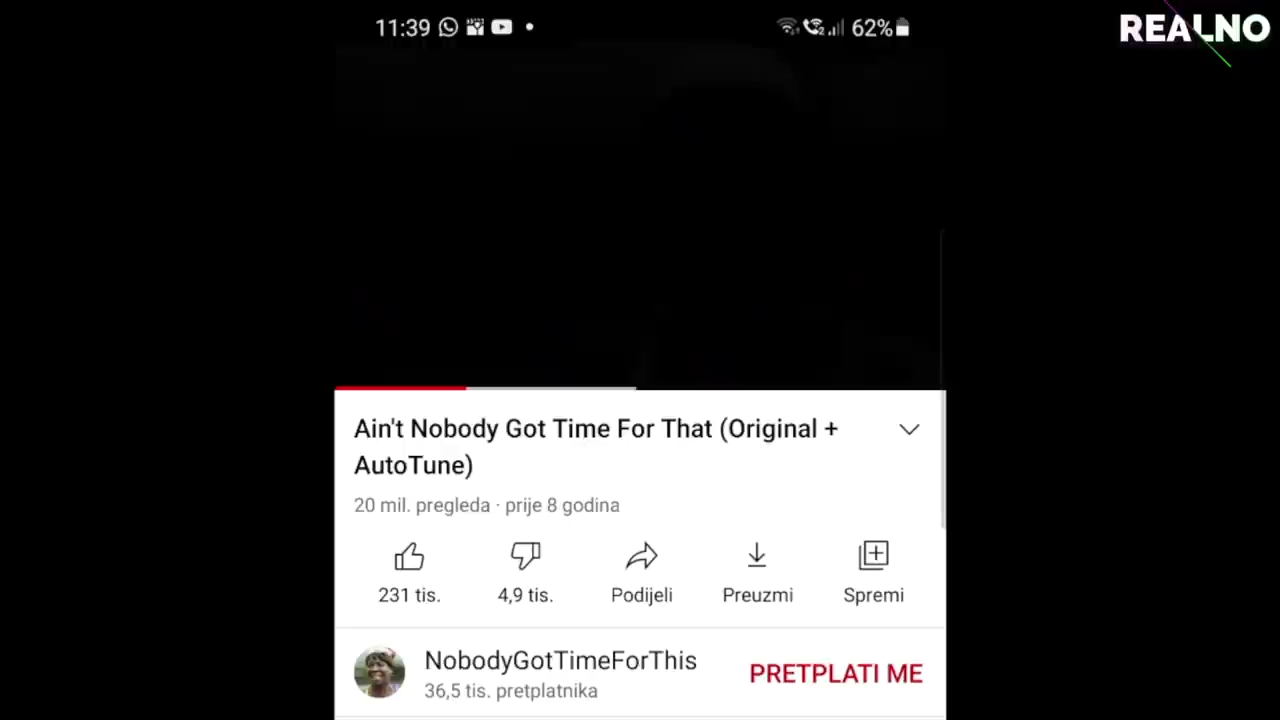 11:39
62%
REALNO
Ain't Nobody Got Time For That (Original +
AutoTune)
20 mil. pregleda · prije 8 godina
231 tis.
4,9 tis.
Podijeli
Preuzmi
Spremi
NobodyGotTimeForThis
36,5 tis. pretplatnika
PRETPLATI ME